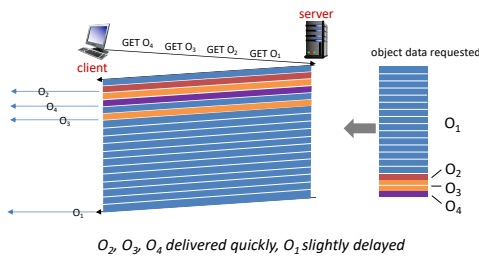 server
GET O4 GET O3 GET O2 GET O1
client
object data requested
O2
O4
O3
O1
O2
O3
O4
O1
O2, O3, O4 delivered quickly, O1 slightly delayed